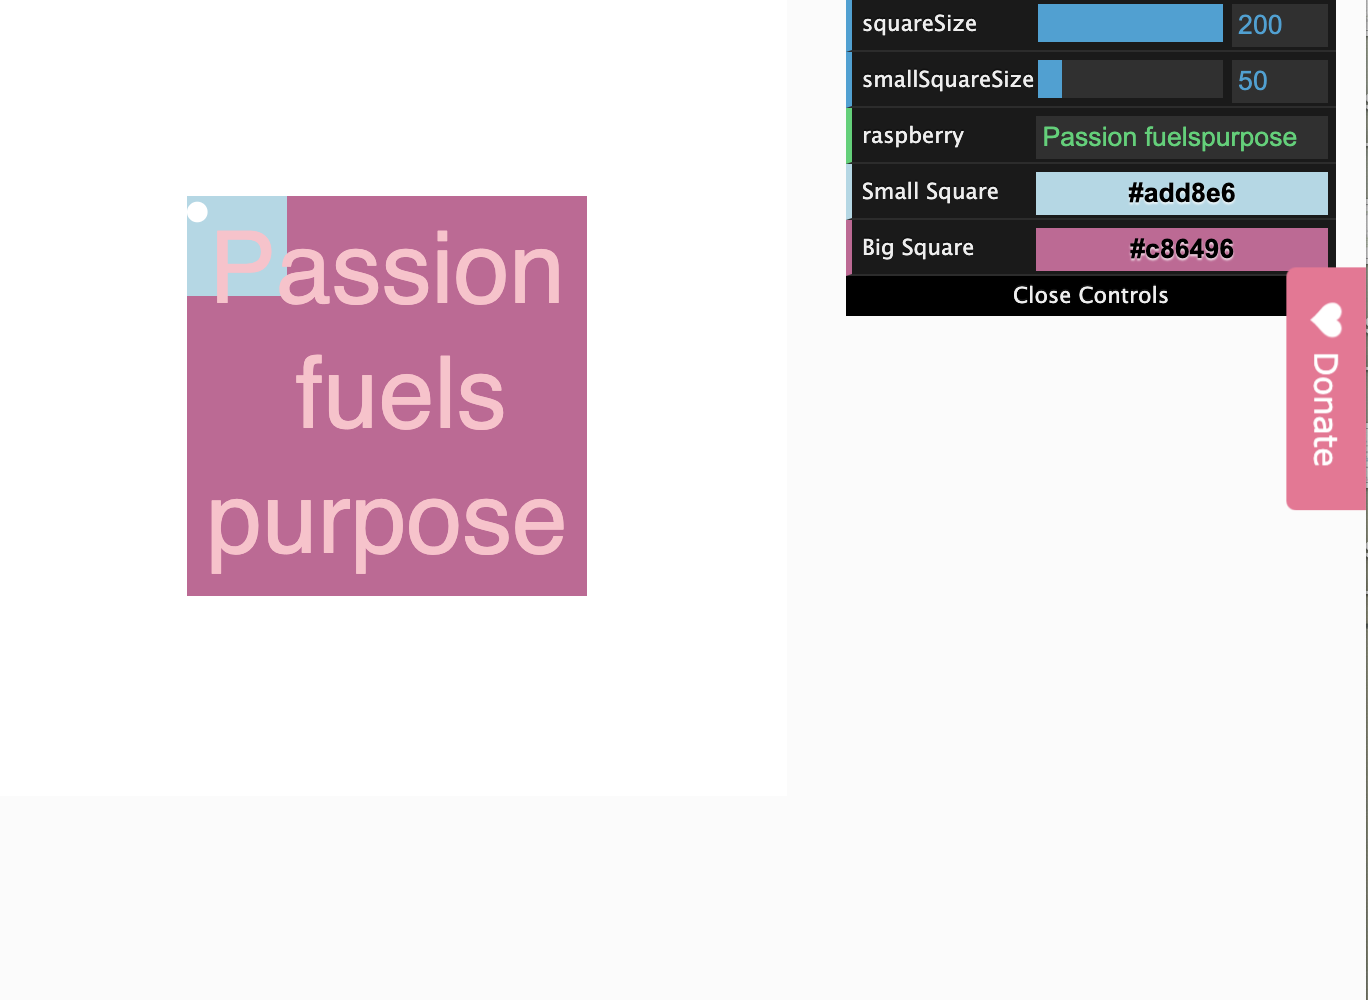 squareSize 200
smallSquareSize 50
raspberry Passion fuelspurpose
Small Square #add8e6
Big Square #c86496
Close Controls
Donate
Passion
fuels
purpose